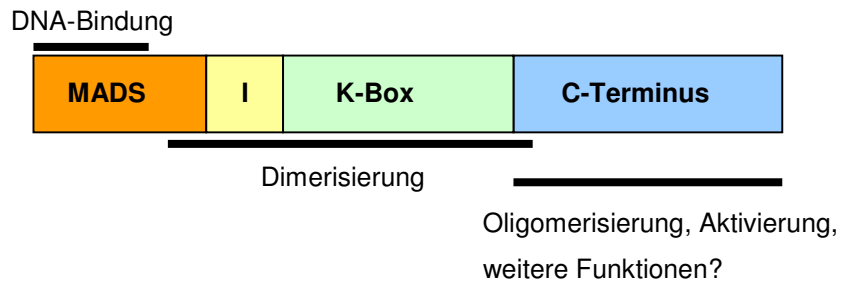 DNA-Bindung
MADS I K-Box C-Terminus
Dimerisierung
Oligomerisierung, Aktivierung,
weitere Funktionen?